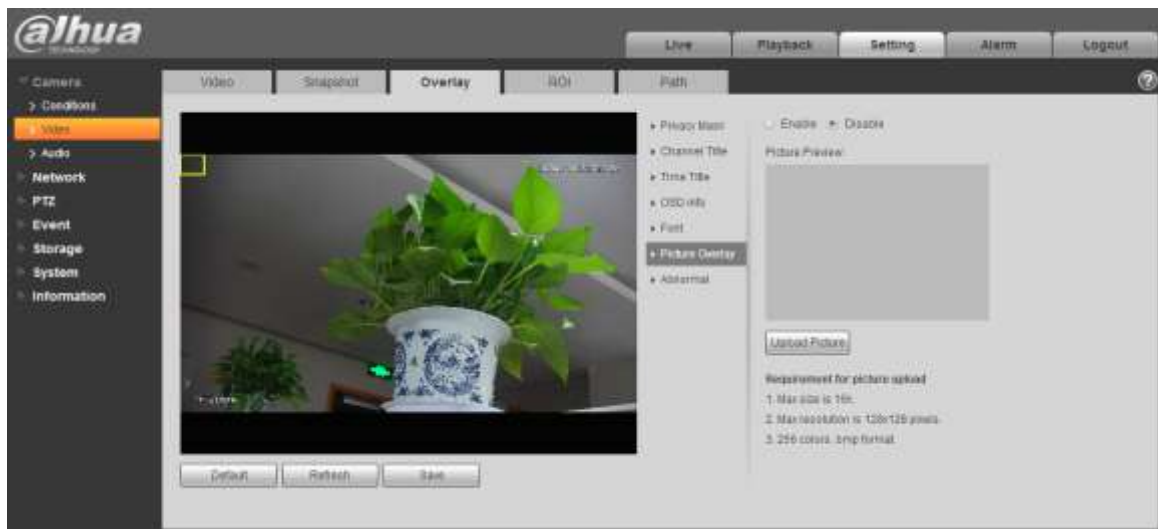 alhua
TECHNOLOGY
Live Playback Setting Alarm Logout
Camera
Conditions
Video
Audio
Network
PTZ
Event
Storage
System
Information
Video Snapshot Overlay ROI Path
Privacy Mask
Channel Title
Time Title
OSD Info
Font
Picture Overlay
Abnormal
Enable Disable
Picture Preview:
Upload Picture
Requirement for picture upload
1. Max size is 16K.
2. Max resolution is 128*128 pixels.
3. 256 colors. bmp format.
Default Refresh Save